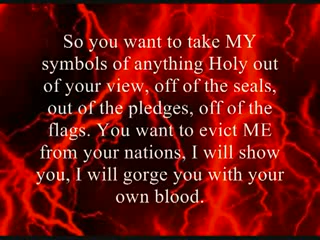 So you want to take MY
symbols of anything Holy out
of your view, off of the seals,
out of the pledges, off of the
flags. You want to evict ME
from your nations, I will show
you, I will gorge you with your
own blood.